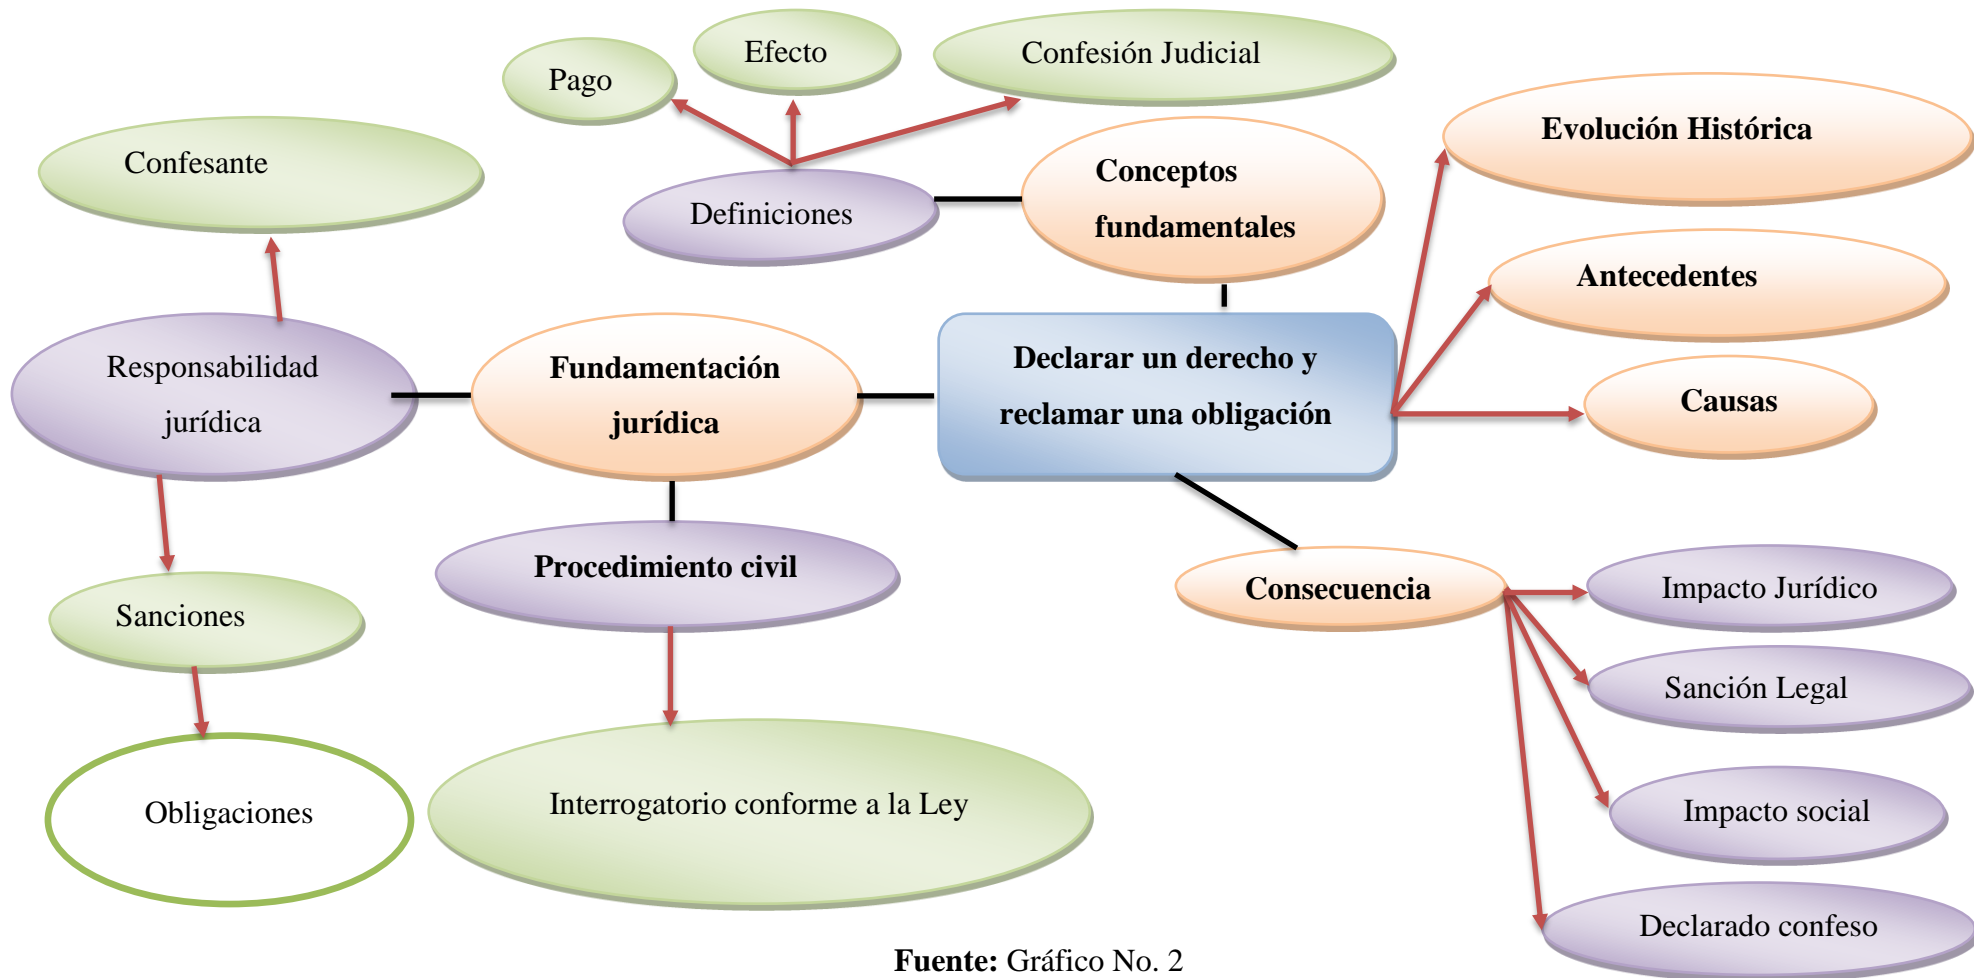 Pago
Efecto
Confesión Judicial
Evolución Histórica
Confesante
Conceptos
fundamentales
Definiciones
Antecedentes
Responsabilidad
jurídica
Fundamentación
jurídica
Declarar un derecho y
reclamar una obligación
Causas
Procedimiento civil
Consecuencia
Impacto Jurídico
Sanciones
Sanción Legal
Obligaciones
Interrogatorio conforme a la Ley
Impacto social
Declarado confeso
Fuente: Gráfico No. 2